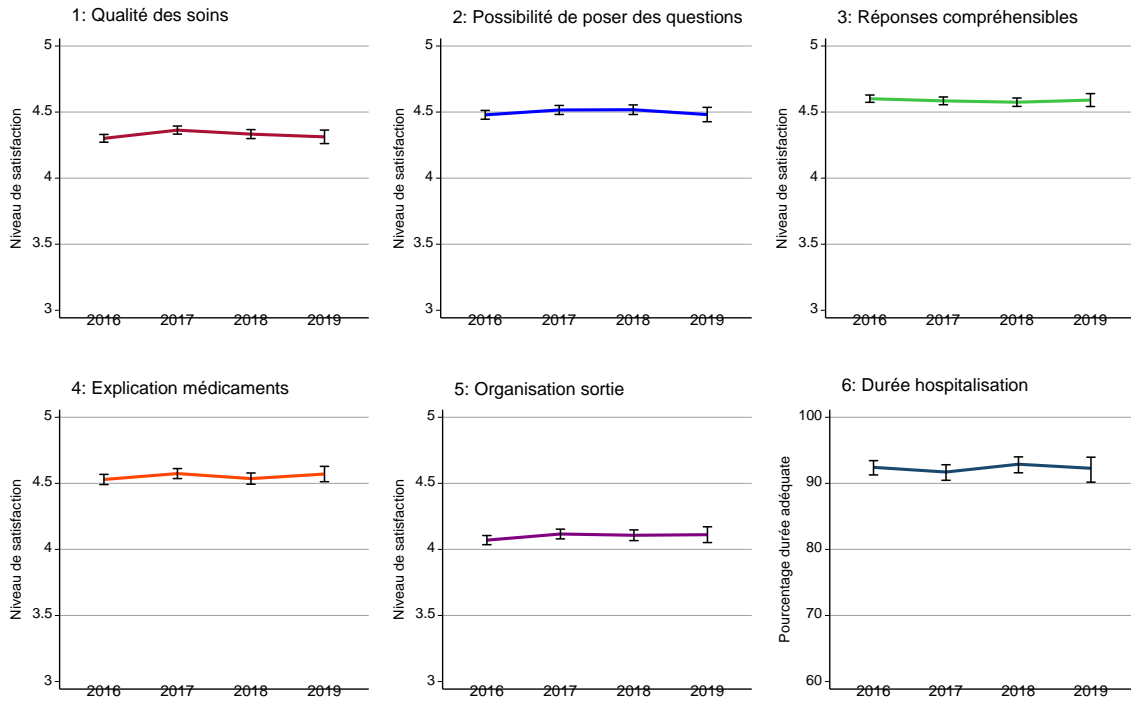 1: Qualité des soins
Niveau de satisfaction
5
4.5
4
3.5
3
2016 2017 2018 2019
2: Possibilité de poser des questions
Niveau de satisfaction
5
4.5
4
3.5
3
2016 2017 2018 2019
3: Réponses compréhensibles
Niveau de satisfaction
5
4.5
4
3.5
3
2016 2017 2018 2019
4: Explication médicaments
Niveau de satisfaction
5
4.5
4
3.5
3
2016 2017 2018 2019
5: Organisation sortie
Niveau de satisfaction
5
4.5
4
3.5
3
2016 2017 2018 2019
6: Durée hospitalisation
Pourcentage durée adéquate
100
90
80
70
60
2016 2017 2018 2019